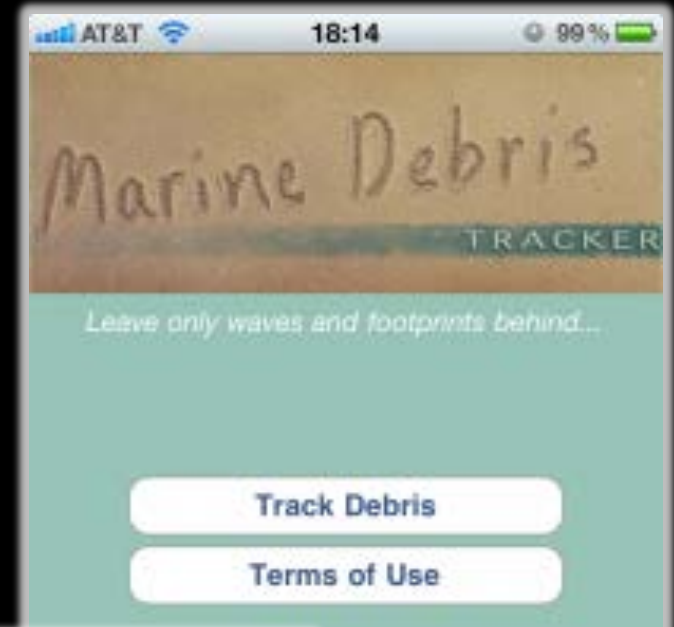 AT&T 18:14 99%
Marine Debris
TRACKER
Leave only waves and footprints behind...
Track Debris
Terms of Use